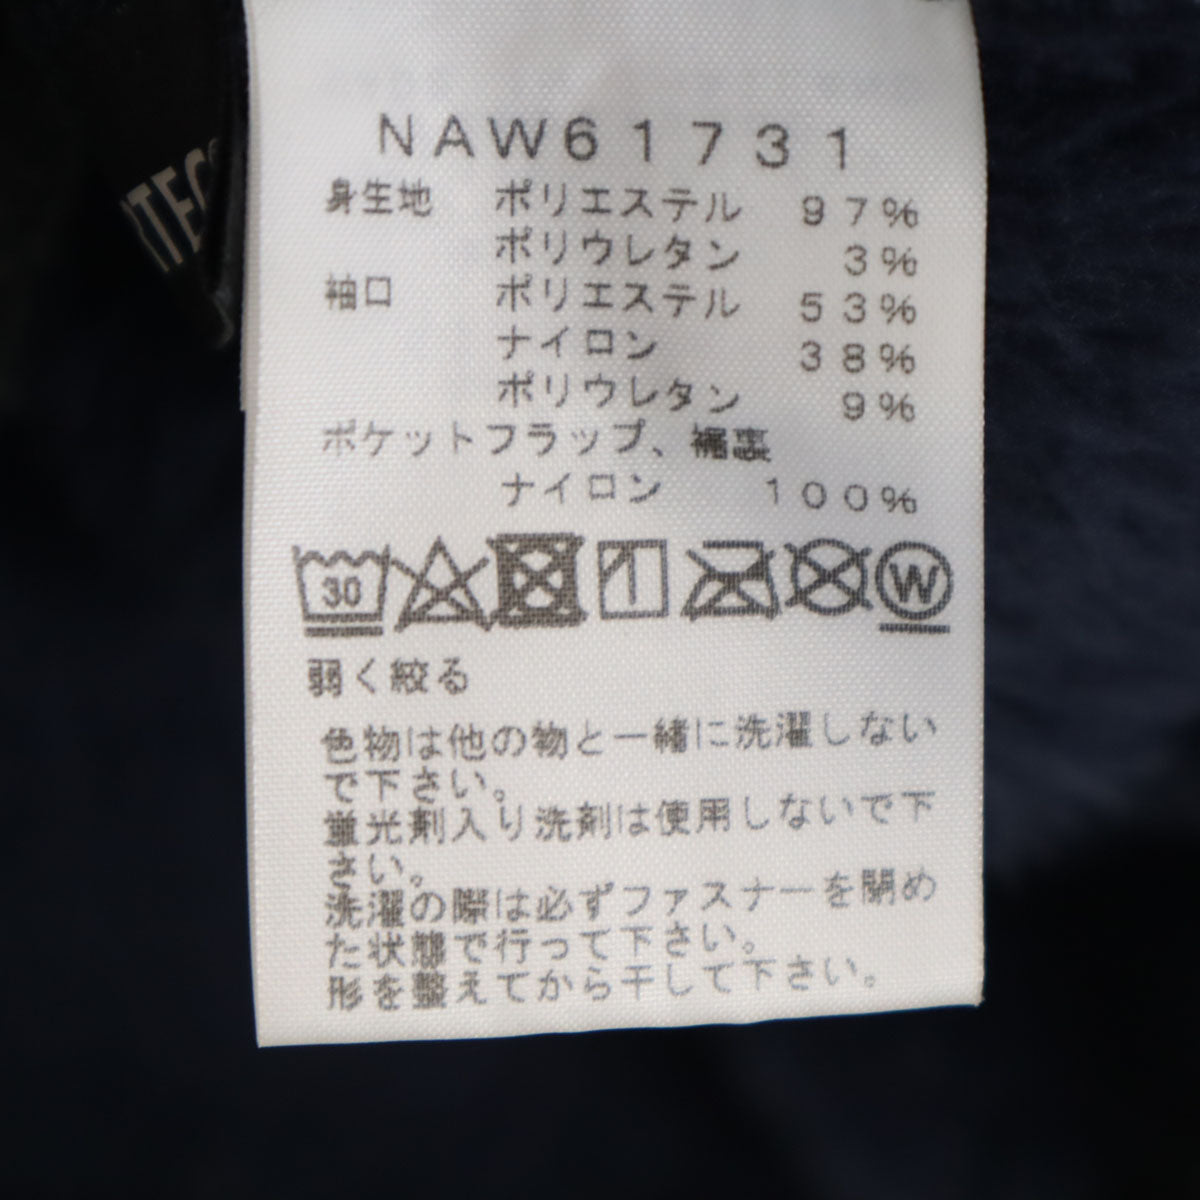 NAW61731
身生地 ポリエステル 97%
ポリウレタン 3%
袖口 ポリエステル 53%
ナイロン 38%
ポリウレタン 9%
ポケットフラップ、裾裏
ナイロン 100%
30 W
弱く絞る
色物は他の物と一緒に洗濯しない
で下さい。
蛍光剤入り洗剤は使用しないで下
さい。
洗濯の際は必ずファスナーを閉め
た状態で行って下さい。
形を整えてから干して下さい。